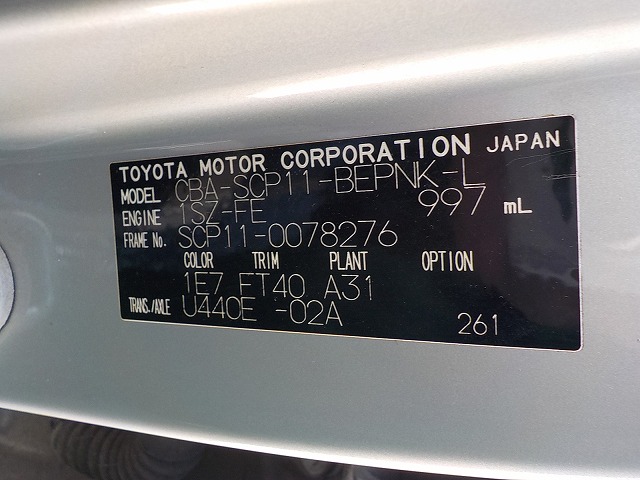 TOYOTA MOTOR CORPORATION JAPAN
MODEL CBA-SCP11-BEPNK-L
ENGINE 1SZ-FE 997 mL
FRAME No. SCP11-0078276
COLOR TRIM PLANT OPTION
1E7 FT40 A31
TRANS./AXLE U440E -02A
261